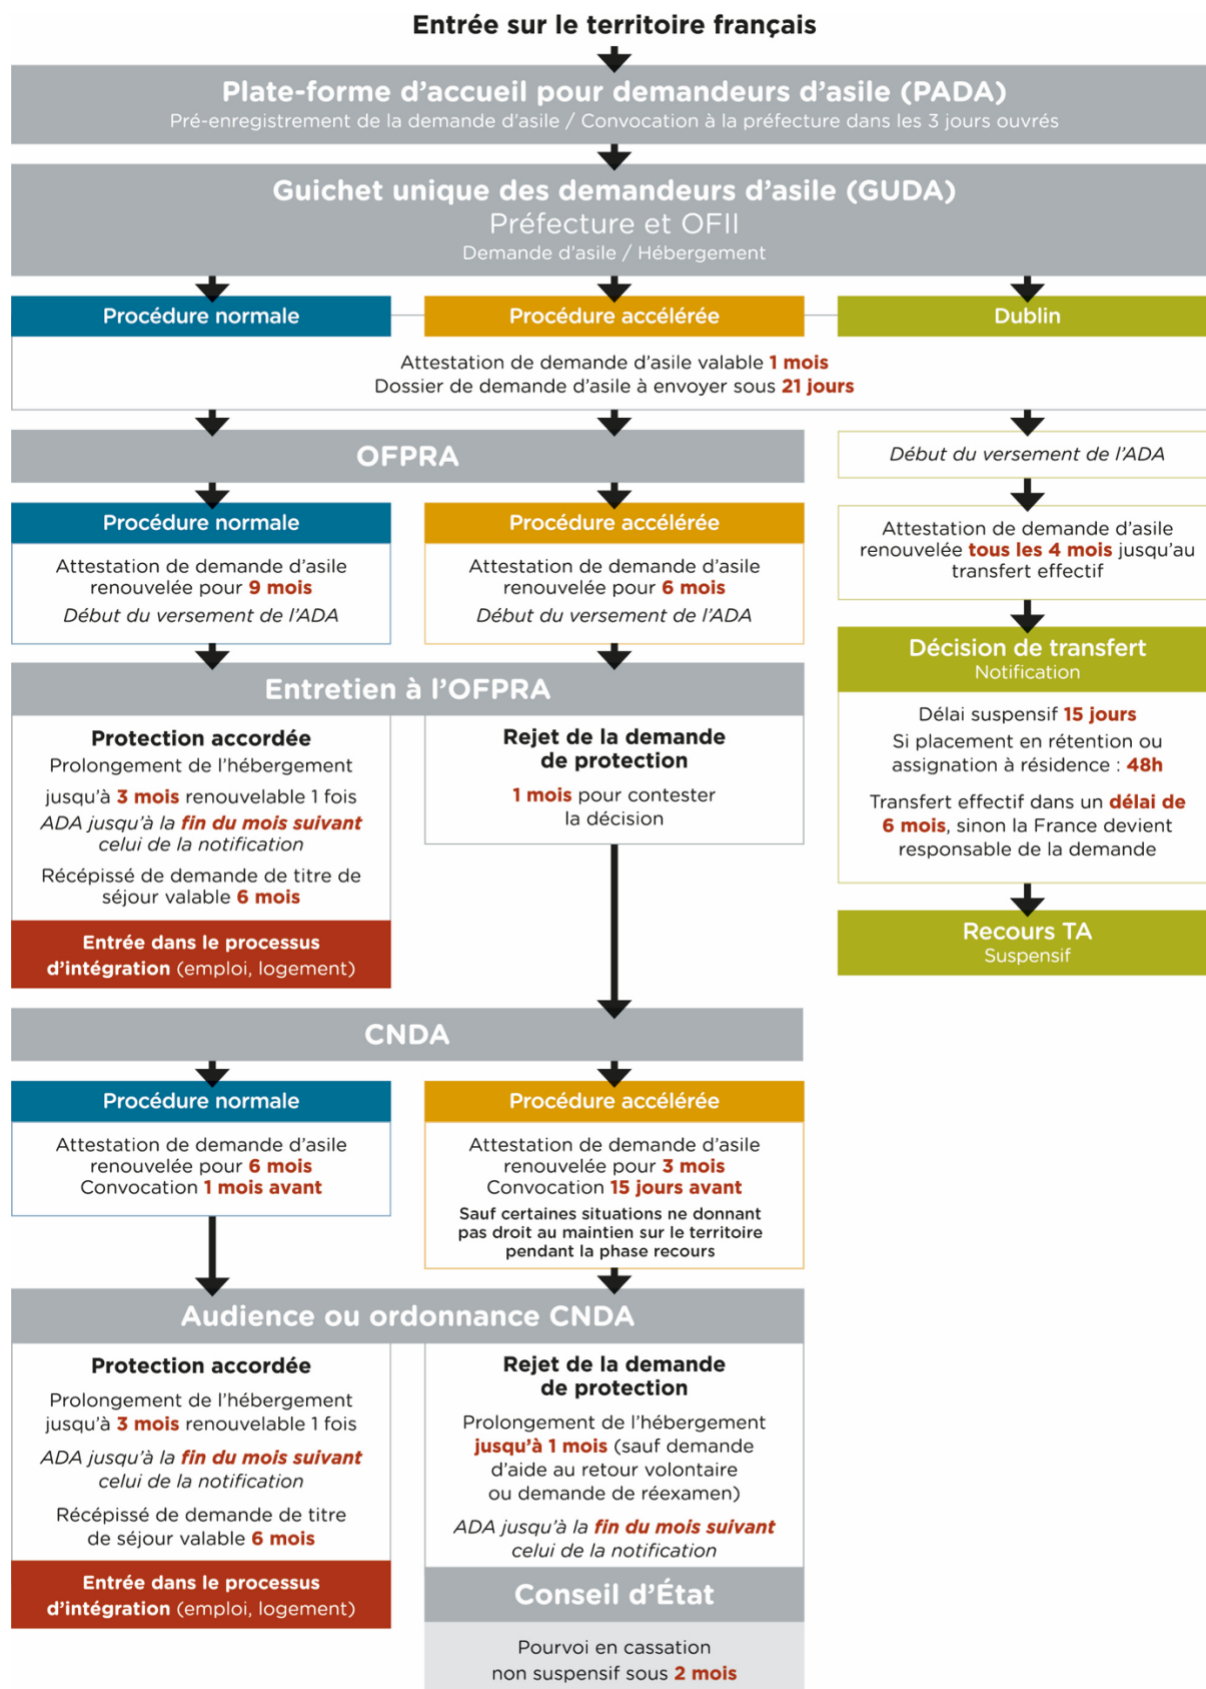 Entrée sur le territoire français
Plate-forme d'accueil pour demandeurs d'asile (PADA)
Pré-enregistrement de la demande d'asile / Convocation à la préfecture dans les 3 jours ouvrés
Guichet unique des demandeurs d'asile (GUDA)
Préfecture et OFII
Demande d'asile / Hébergement
Procédure normale
Procédure accélérée
Dublin
Attestation de demande d'asile valable 1 mois
Dossier de demande d'asile à envoyer sous 21 jours
OFPRA
Procédure normale
Attestation de demande d'asile
renouvelée pour 9 mois
Début du versement de l'ADA
Procédure accélérée
Attestation de demande d'asile
renouvelée pour 6 mois
Début du versement de l'ADA
Début du versement de l'ADA
Attestation de demande d'asile
renouvelée tous les 4 mois jusqu'au
transfert effectif
Décision de transfert
Notification
Délai suspensif 15 jours
Si placement en rétention ou
assignation à résidence : 48h
Transfert effectif dans un délai de
6 mois, sinon la France devient
responsable de la demande
Recours TA
Suspensif
Entretien à l'OFPRA
Protection accordée
Prolongement de l'hébergement
jusqu'à 3 mois renouvelable 1 fois
ADA jusqu'à la fin du mois suivant
celui de la notification
Récépissé de demande de titre de
séjour valable 6 mois
Entrée dans le processus
d'intégration (emploi, logement)
Rejet de la demande
de protection
1 mois pour contester
la décision
CNDA
Procédure normale
Attestation de demande d'asile
renouvelée pour 6 mois
Convocation 1 mois avant
Procédure accélérée
Attestation de demande d'asile
renouvelée pour 3 mois
Convocation 15 jours avant
Sauf certaines situations ne donnant
pas droit au maintien sur le territoire
pendant la phase recours
Audience ou ordonnance CNDA
Protection accordée
Prolongement de l'hébergement
jusqu'à 3 mois renouvelable 1 fois
ADA jusqu'à la fin du mois suivant
celui de la notification
Récépissé de demande de titre
de séjour valable 6 mois
Entrée dans le processus
d'intégration (emploi, logement)
Rejet de la demande
de protection
Prolongement de l'hébergement
jusqu'à 1 mois (sauf demande
d'aide au retour volontaire
ou demande de réexamen)
ADA jusqu'à la fin du mois suivant
celui de la notification
Conseil d'État
Pourvoi en cassation
non suspensif sous 2 mois